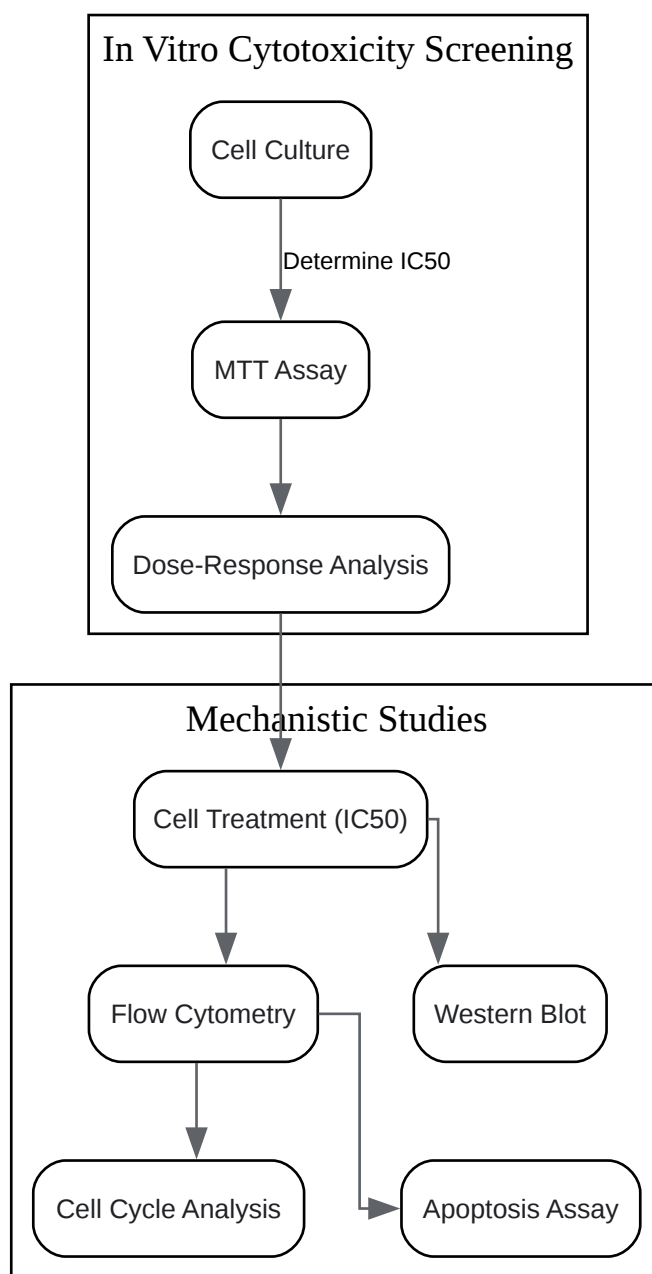 In Vitro Cytotoxicity Screening
Cell Culture
Determine IC50
MTT Assay
Dose-Response Analysis
Mechanistic Studies
Cell Treatment (IC50)
Flow Cytometry
Western Blot
Cell Cycle Analysis
Apoptosis Assay